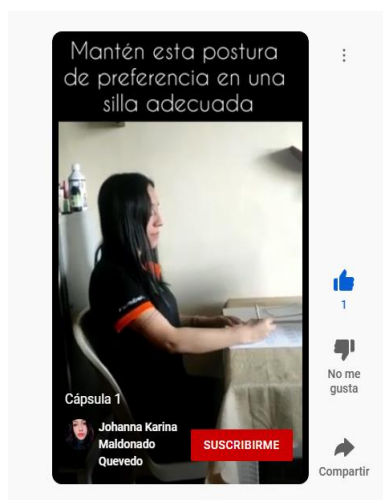 Mantén esta postura
de preferencia en una
silla adecuada
Cápsula 1
Johanna Karina
Maldonado
Quevedo
SUSCRIBIRME
1
No me
gusta
Compartir